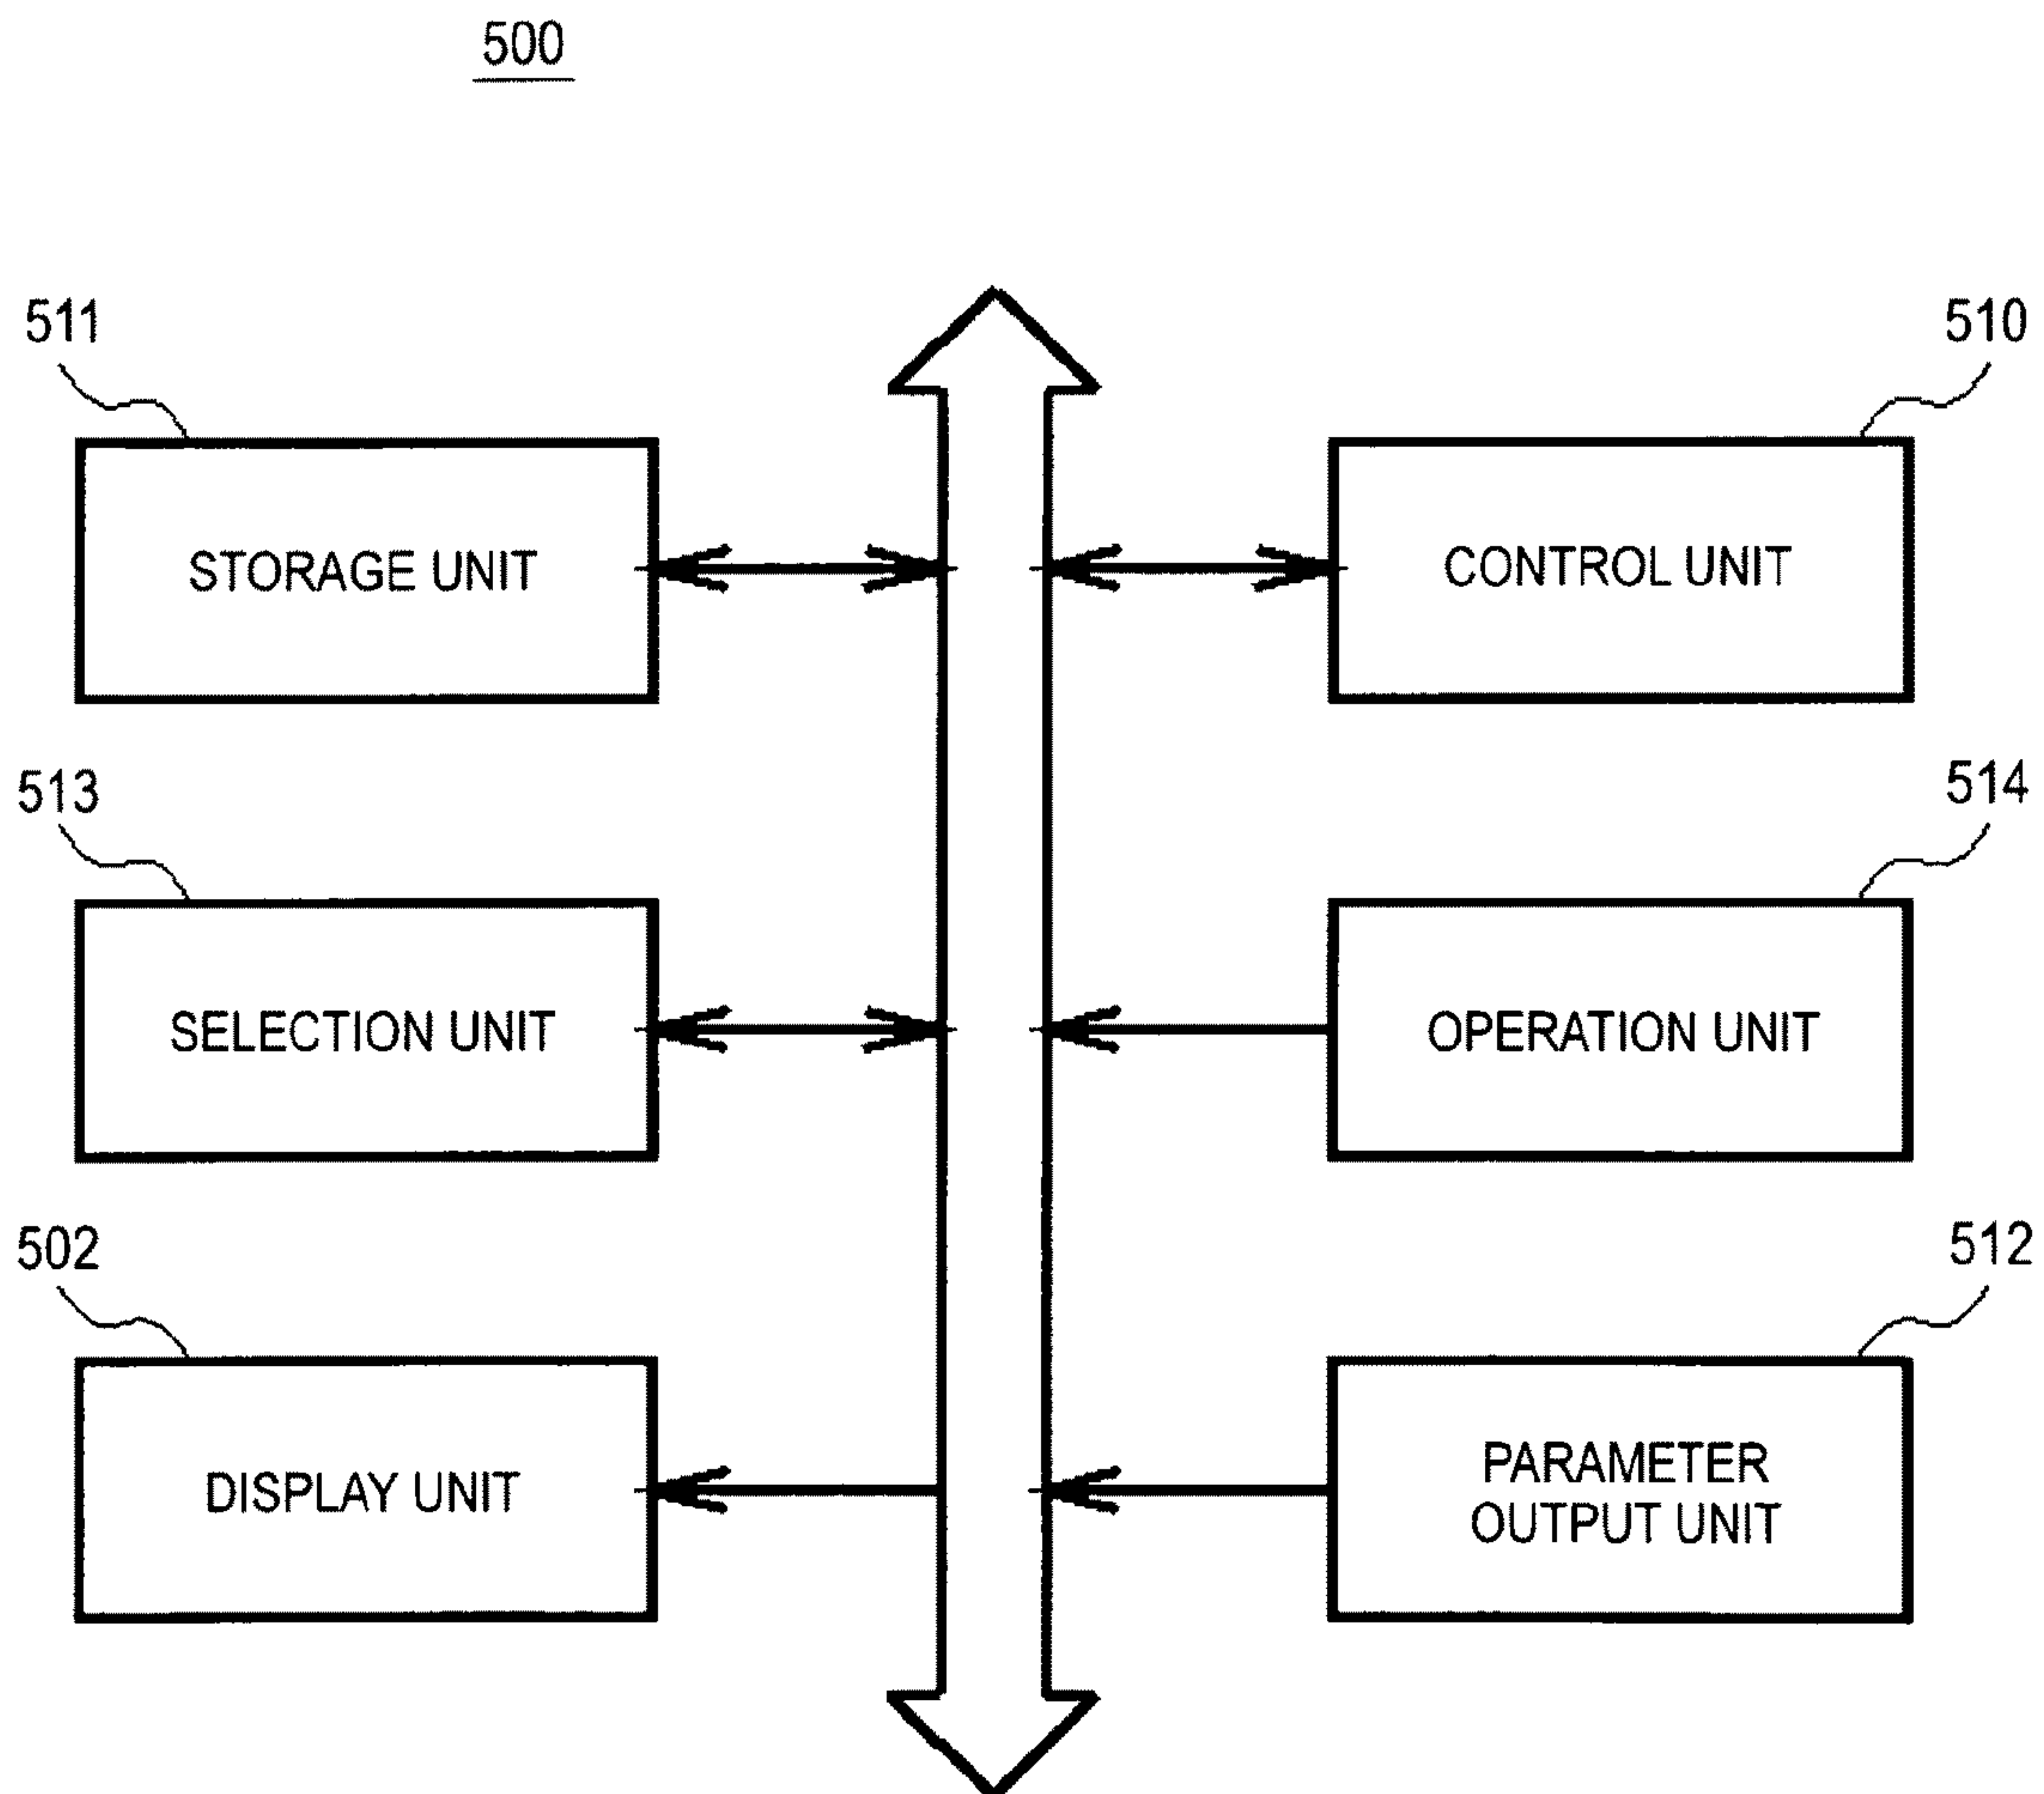 500
511
510
STORAGE UNIT
CONTROL UNIT
513
514
SELECTION UNIT
OPERATION UNIT
502
512
DISPLAY UNIT
PARAMETER
OUTPUT UNIT